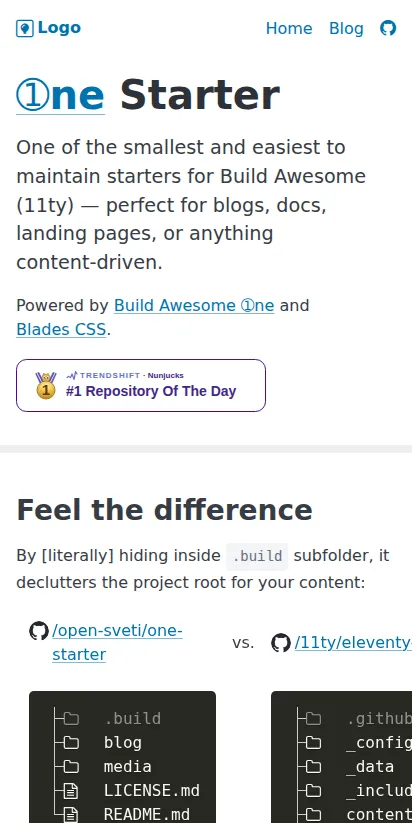 Logo
Home Blog
➀ne Starter
One of the smallest and easiest to
maintain starters for Build Awesome
(11ty) — perfect for blogs, docs,
landing pages, or anything
content-driven.
Powered by Build Awesome ➀ne and
Blades CSS.
1
TRENDSHIFT · Nunjucks
#1 Repository Of The Day
Feel the difference
By [literally] hiding inside .build subfolder, it
declutters the project root for your content:
/open-sveti/one-
starter
vs.
/11ty/eleventy-
.build
blog
media
LICENSE.md
README.md
.github
_config
_data
_includ
content